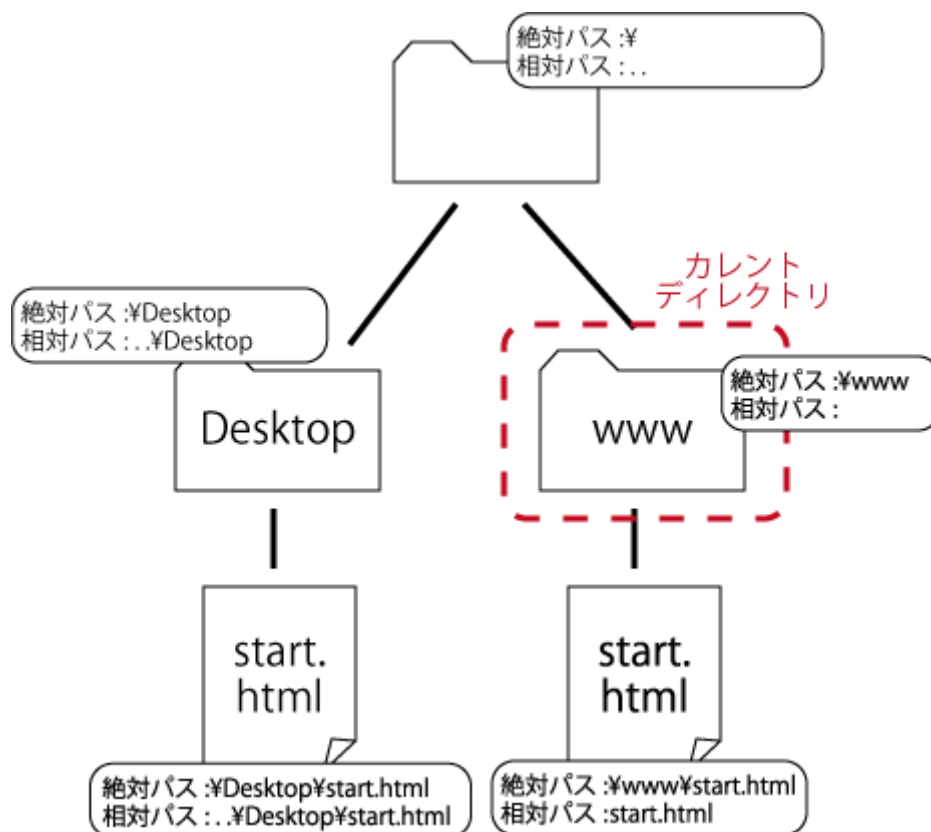 絶対パス:¥
相対パス:..
カレント
ディレクトリ
絶対パス:¥Desktop
相対パス:..¥Desktop
Desktop
絶対パス:¥www
相対パス:
www
start.
html
絶対パス:¥Desktop¥start.html
相対パス:..¥Desktop¥start.html
start.
html
絶対パス:¥www¥start.html
相対パス:start.html